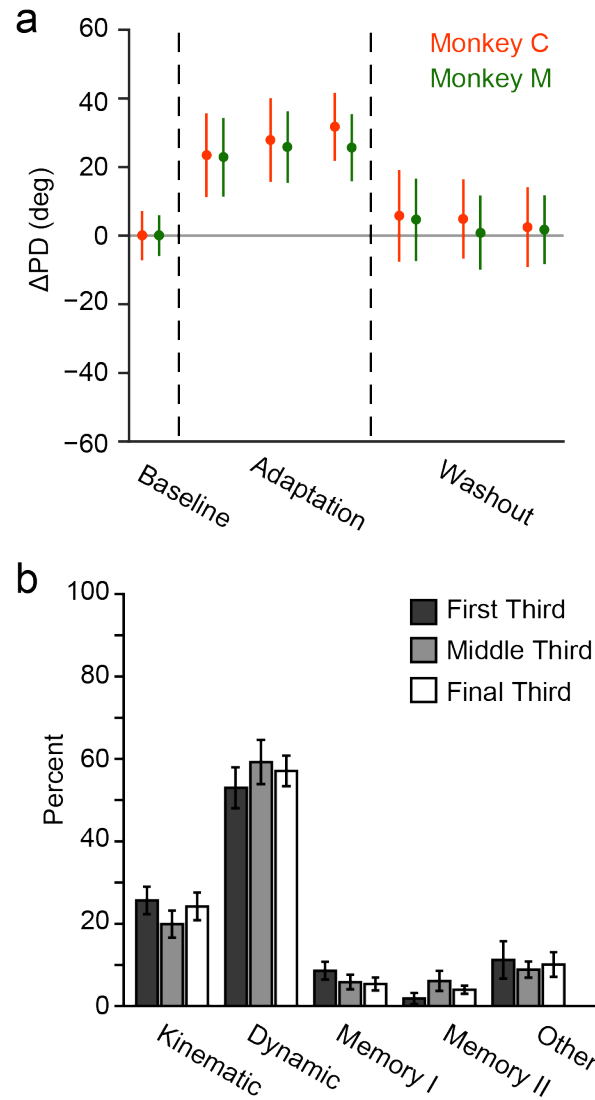 a
60
40
20
0
−20
−40
−60
ΔPD (deg)
Monkey C
Monkey M
Baseline
Adaptation
Washout
b
100
80
60
40
20
0
Percent
First Third
Middle Third
Final Third
Kinematic
Dynamic
Memory I
Memory II
Other